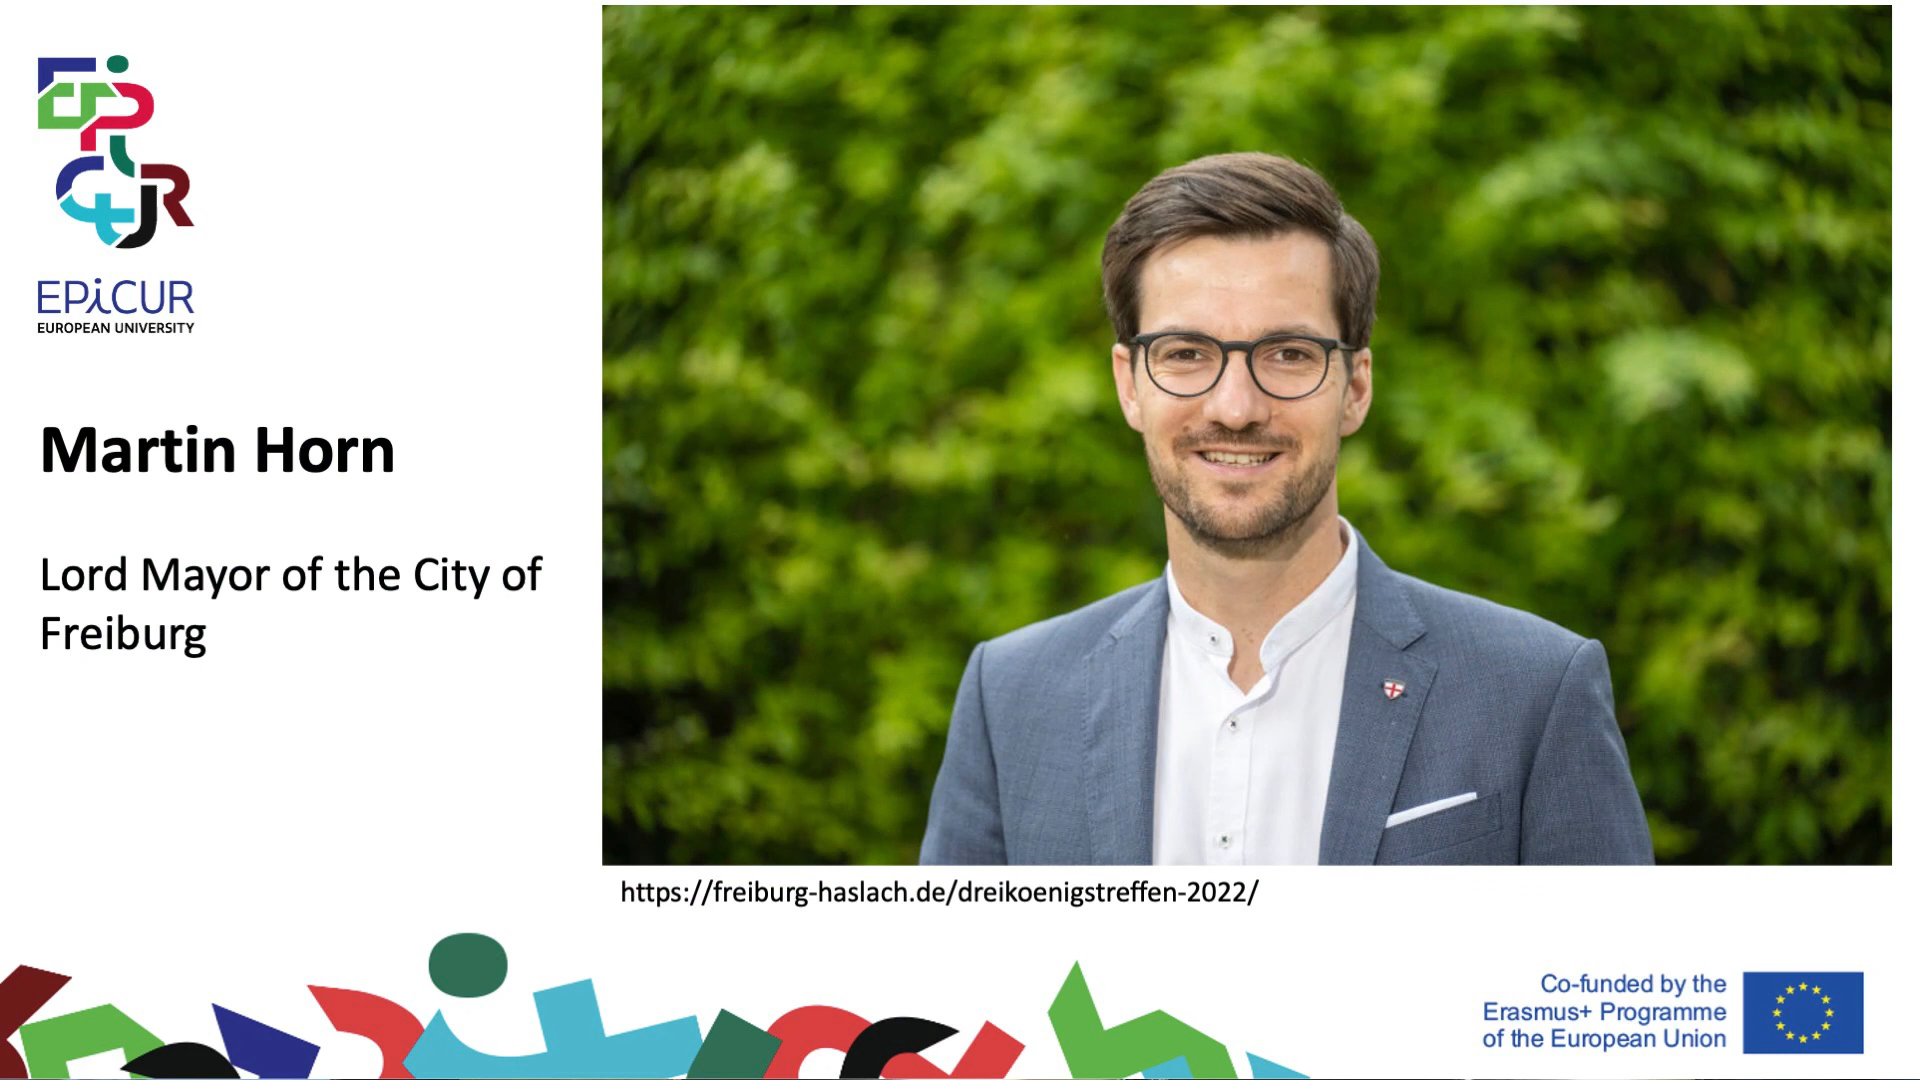 EPiCUR
EPiCUR
EUROPEAN UNIVERSITY
Martin Horn
Lord Mayor of the City of
Freiburg
https://freiburg-haslach.de/dreikoenigstreffen-2022/
Co-funded by the
Erasmus+ Programme
of the European Union